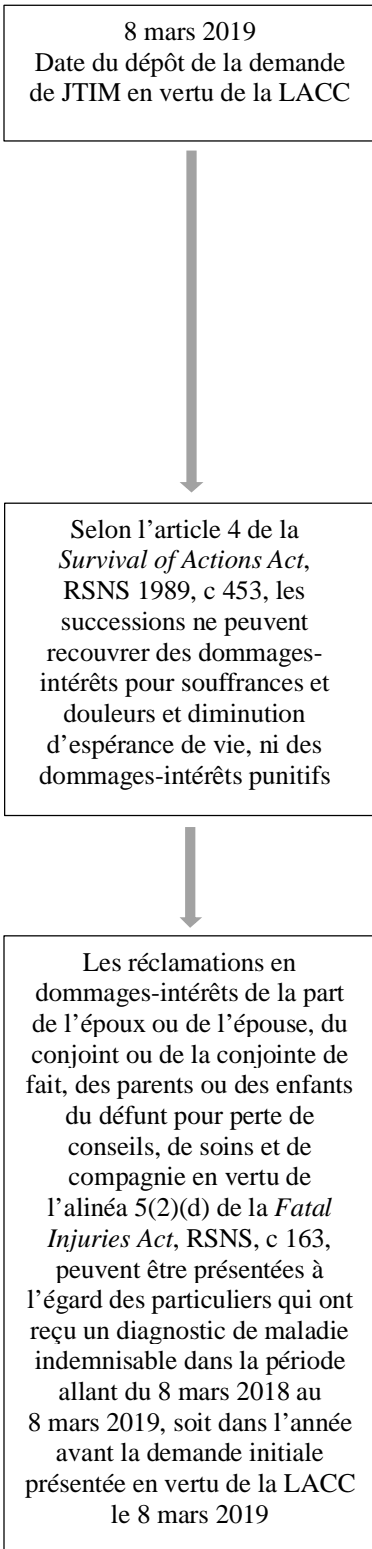 8 mars 2019
Date du dépôt de la demande
de JTIM en vertu de la LACC
Selon l’article 4 de la
Survival of Actions Act,
RSNS 1989, c 453, les
successions ne peuvent
recouvrer des dommages-
intérêts pour souffrances et
douleurs et diminution
d’espérance de vie, ni des
dommages-intérêts punitifs
Les réclamations en
dommages-intérêts de la part
de l’époux ou de l’épouse, du
conjoint ou de la conjointe de
fait, des parents ou des enfants
du défunt pour perte de
conseils, de soins et de
compagnie en vertu de
l’alinéa 5(2)(d) de la Fatal
Injuries Act, RSNS, c 163,
peuvent être présentées à
l’égard des particuliers qui ont
reçu un diagnostic de maladie
indemnisable dans la période
allant du 8 mars 2018 au
8 mars 2019, soit dans l’année
avant la demande initiale
présentée en vertu de la LACC
le 8 mars 2019